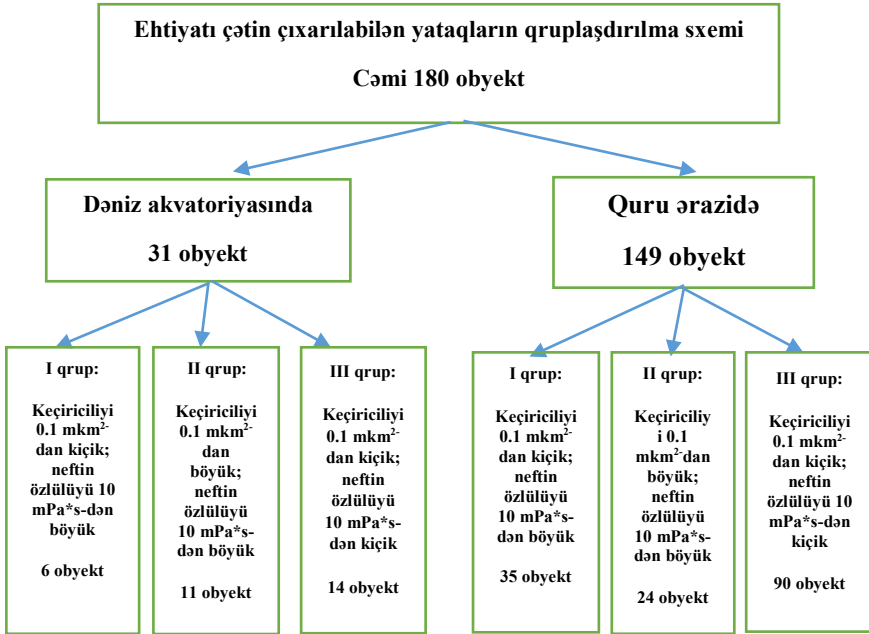 Ehtiyatı çətin çıxarılabilən yataqların qruplaşdırılma sxemi
Cəmi 180 obyekt
Dəniz akvatoriyasında
31 obyekt
Quru ərazidə
149 obyekt
I qrup:
Keçiriciliyi
0.1 mkm²-
dan kiçik;
neftin
özlülüyü 10
mPa*s-dən
böyük
6 obyekt
II qrup:
Keçiriciliyi
0.1 mkm²-
dan
böyük;
neftin
özlülüyü
10 mPa*s-
dən böyük
11 obyekt
III qrup:
Keçiriciliyi
0.1 mkm²-
dan kiçik;
neftin
özlülüyü
10 mPa*s-
dən kiçik
14 obyekt
I qrup:
Keçiriciliyi
0.1 mkm²-
dan kiçik;
neftin
özlülüyü
10 mPa*s-
dən böyük
35 obyekt
II qrup:
Keçiriciliy
i 0.1
mkm²-dan
böyük;
neftin
özlülüyü
10 mPa*s-
dən böyük
24 obyekt
III qrup:
Keçiriciliyi
0.1 mkm²-
dan kiçik;
neftin
özlülüyü 10
mPa*s-dən
kiçik
90 obyekt